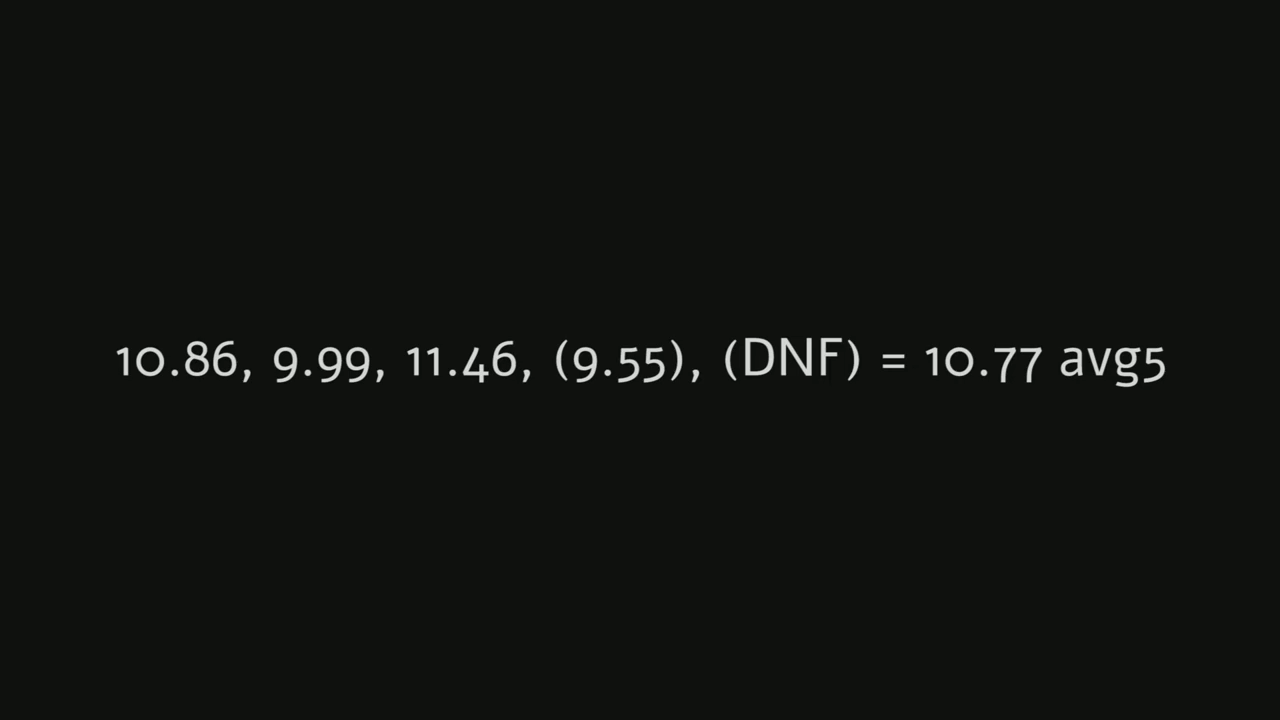 10.86, 9.99, 11.46, (9.55), (DNF) = 10.77 avg5